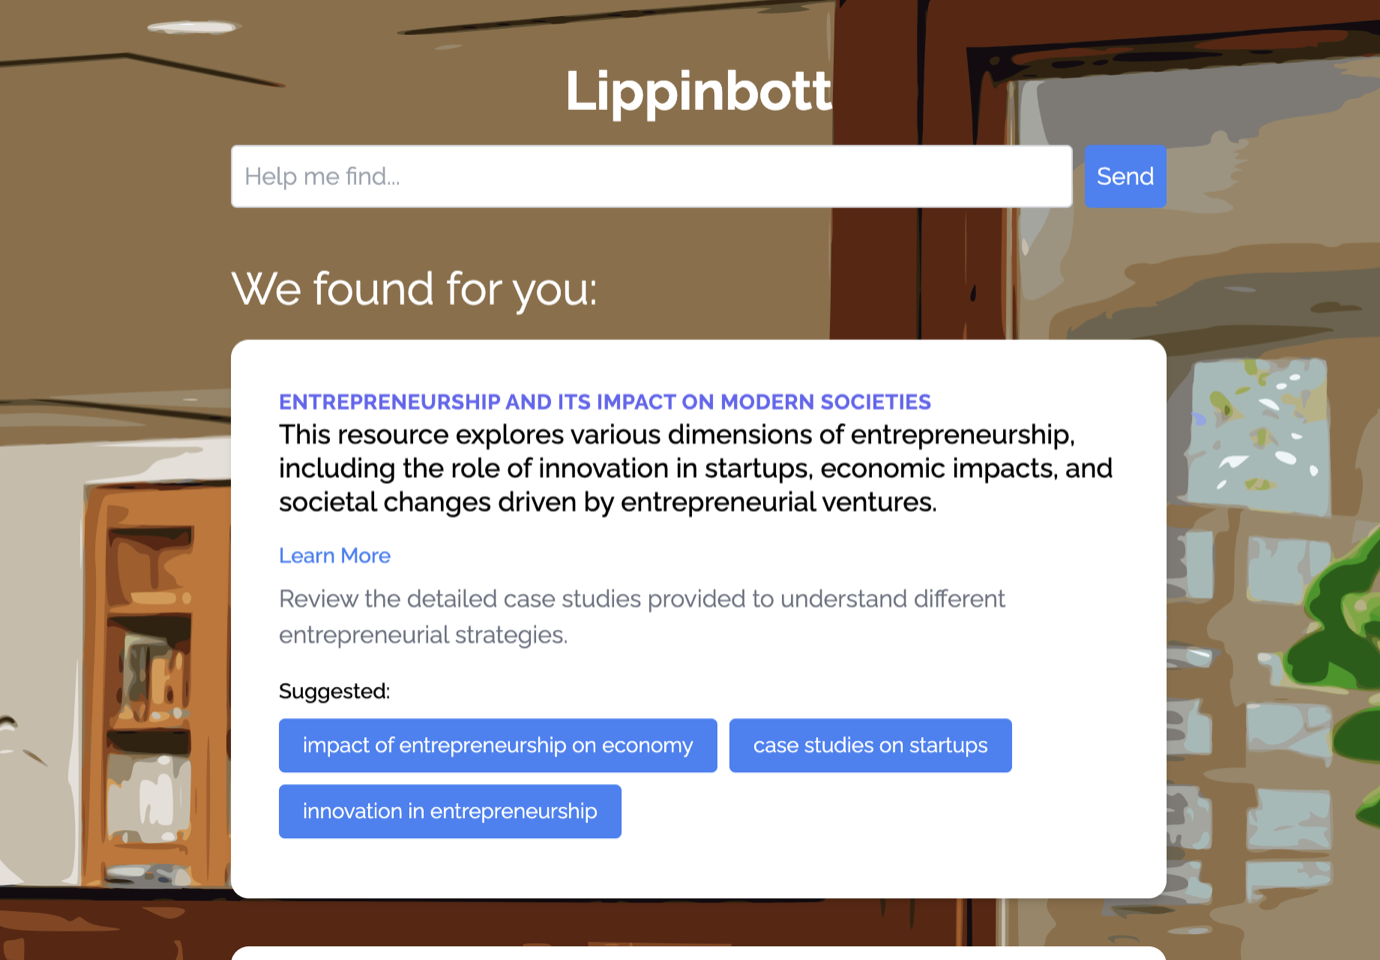 Lippinbott
Help me find...
Send
We found for you:
ENTREPRENEURSHIP AND ITS IMPACT ON MODERN SOCIETIES
This resource explores various dimensions of entrepreneurship,
including the role of innovation in startups, economic impacts, and
societal changes driven by entrepreneurial ventures.
Learn More
Review the detailed case studies provided to understand different
entrepreneurial strategies.
Suggested:
impact of entrepreneurship on economy
case studies on startups
innovation in entrepreneurship